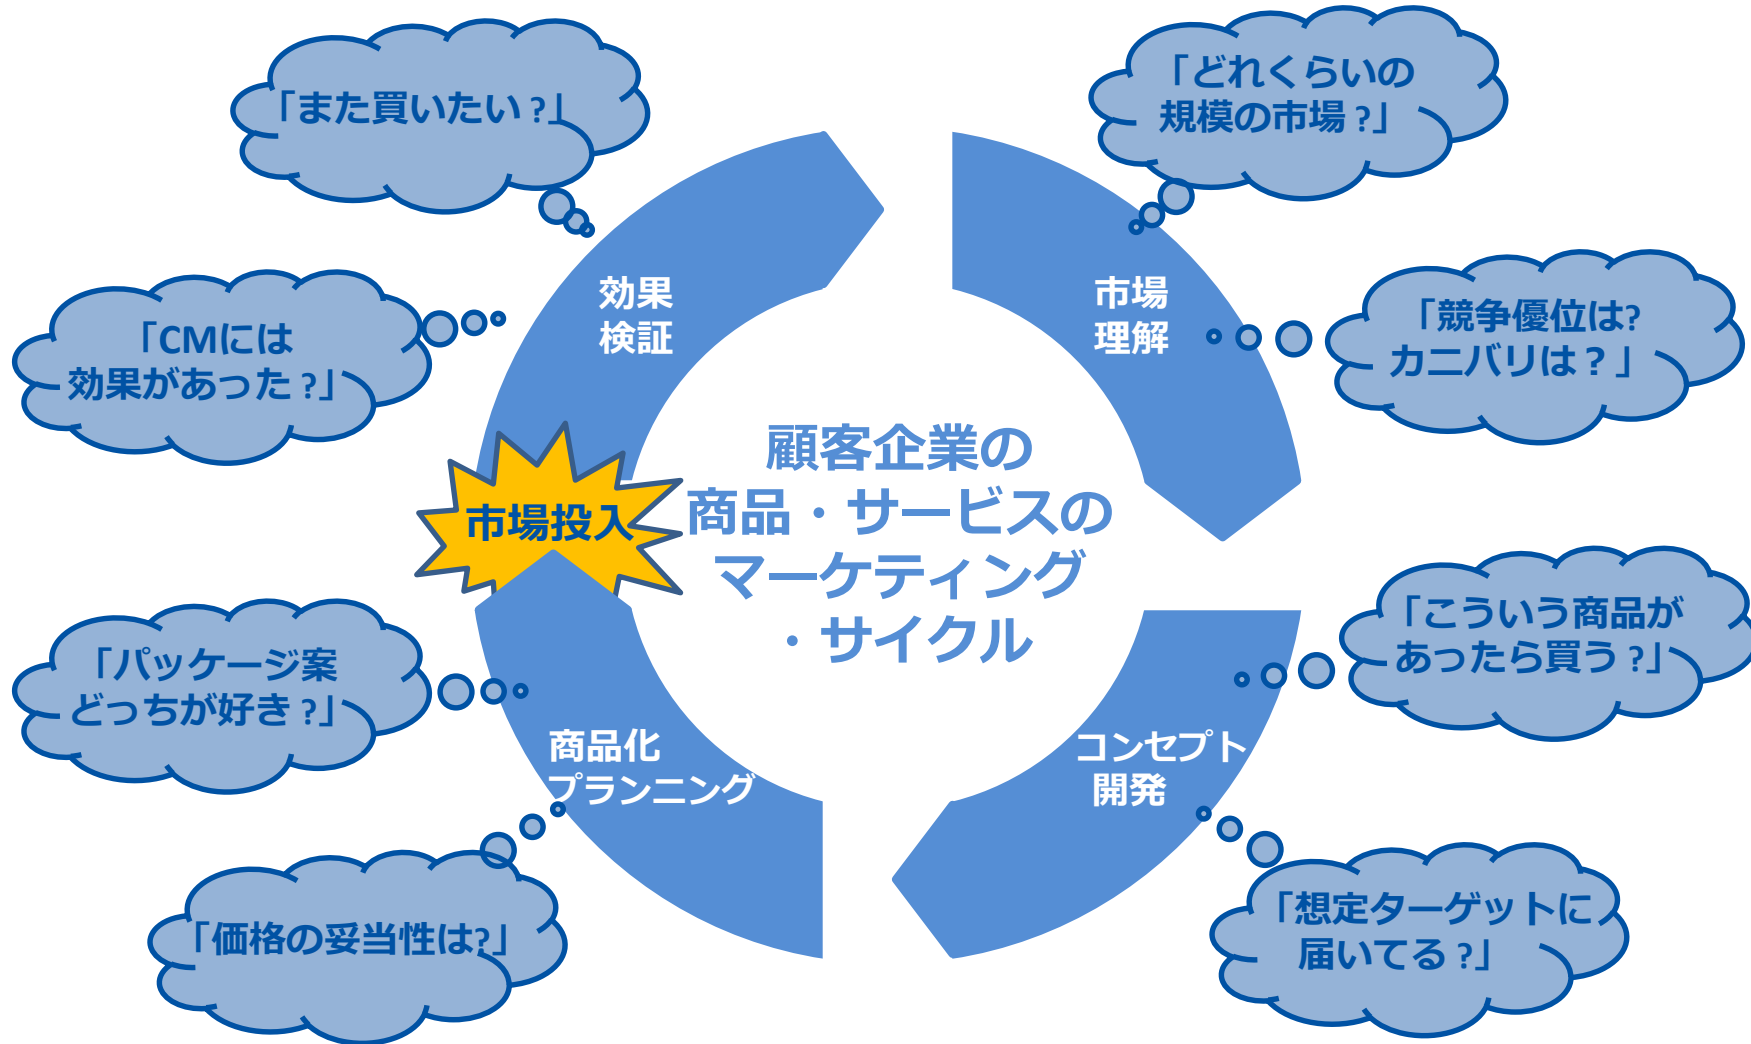 「また買いたい?」
「どれくらいの
規模の市場?」
「CMには
効果があった?」
効果
検証
市場
理解
「競争優位は?
カニバリは？」
顧客企業の
商品・サービスの
マーケティング
・サイクル
市場投入
「パッケージ案
どっちが好き?」
商品化
プランニング
コンセプト
開発
「こういう商品が
あったら買う?」
「価格の妥当性は?」
「想定ターゲットに
届いてる?」